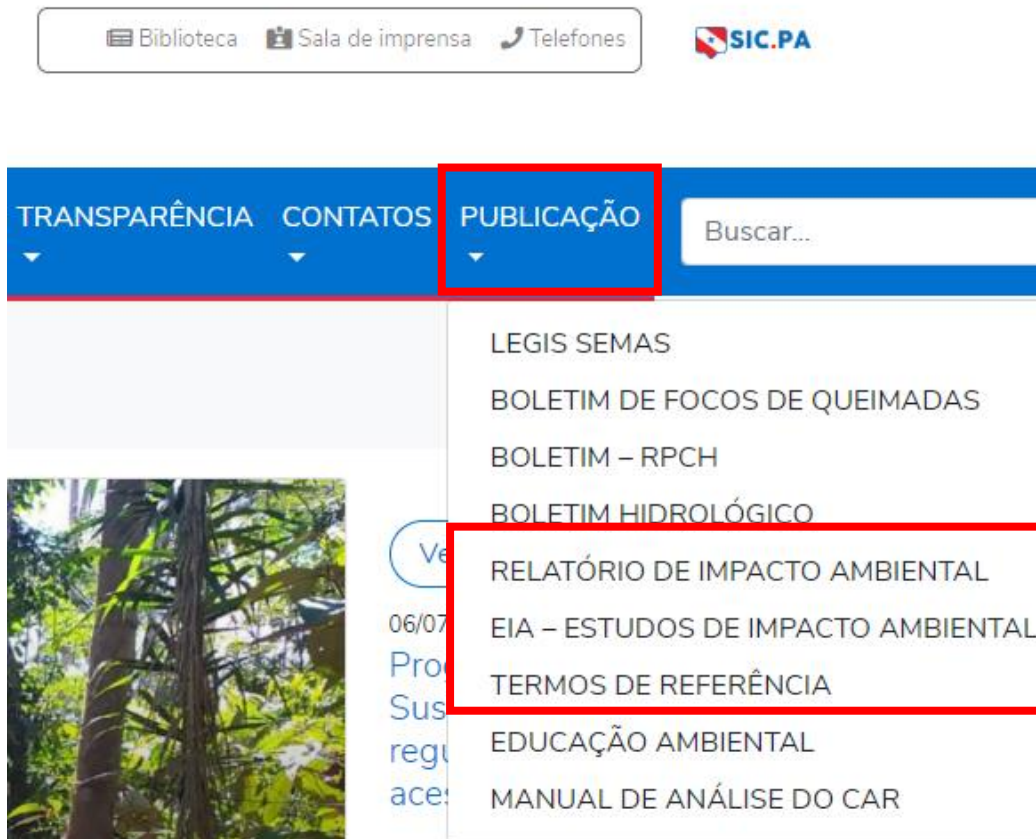 Biblioteca Sala de imprensa Telefones SIC.PA
TRANSPARÊNCIA CONTATOS PUBLICAÇÃO Buscar...
LEGIS SEMAS
BOLETIM DE FOCOS DE QUEIMADAS
BOLETIM – RPCH
BOLETIM HIDROLÓGICO
RELATÓRIO DE IMPACTO AMBIENTAL
EIA – ESTUDOS DE IMPACTO AMBIENTAL
TERMOS DE REFERÊNCIA
EDUCAÇÃO AMBIENTAL
MANUAL DE ANÁLISE DO CAR
06/07